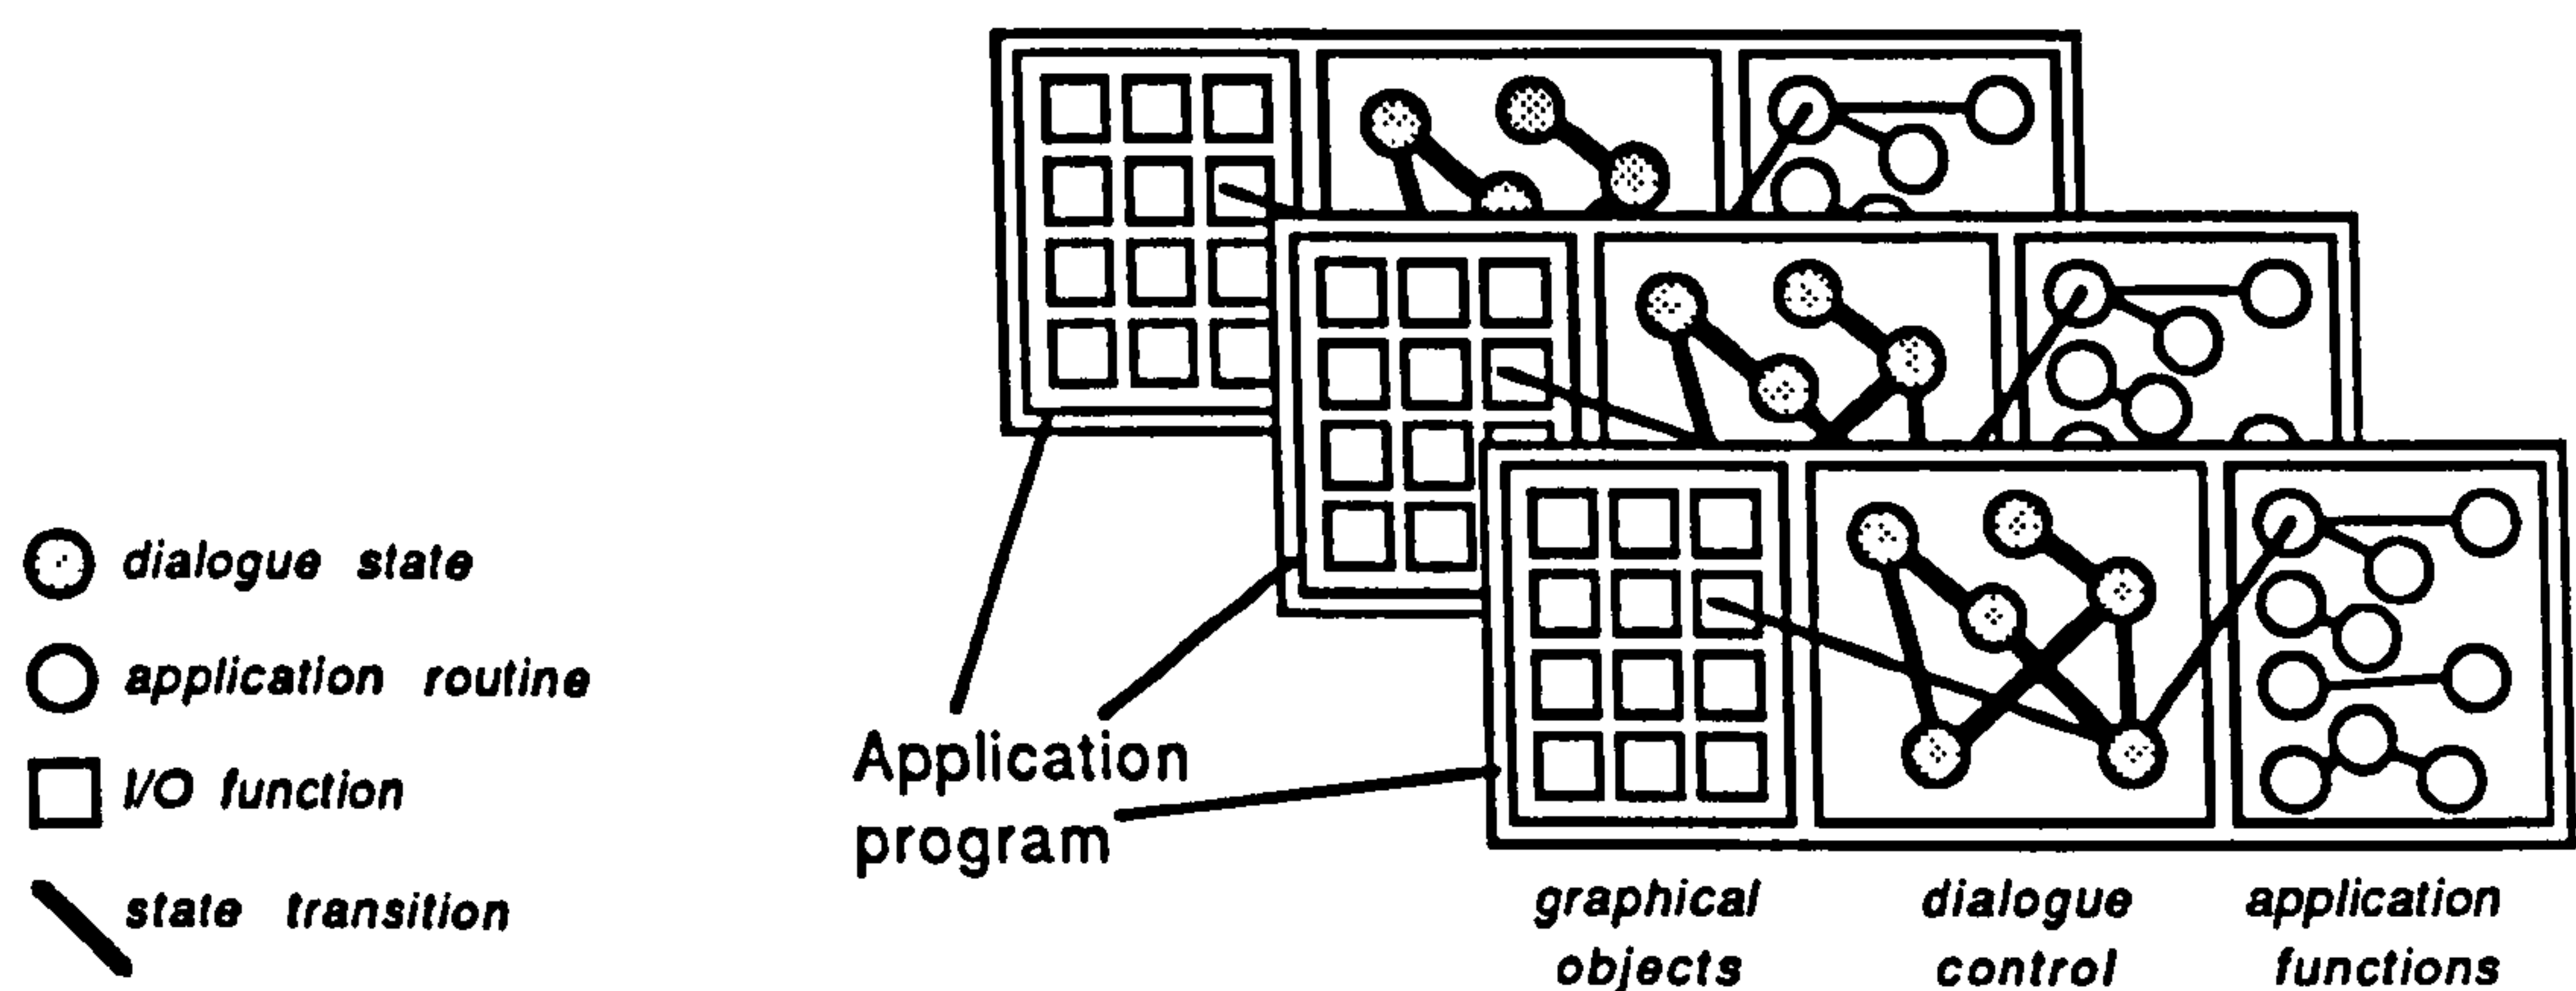 dialogue state
application routine
I/O function
state transition
Application
program
graphical
objects
dialogue
control
application
functions